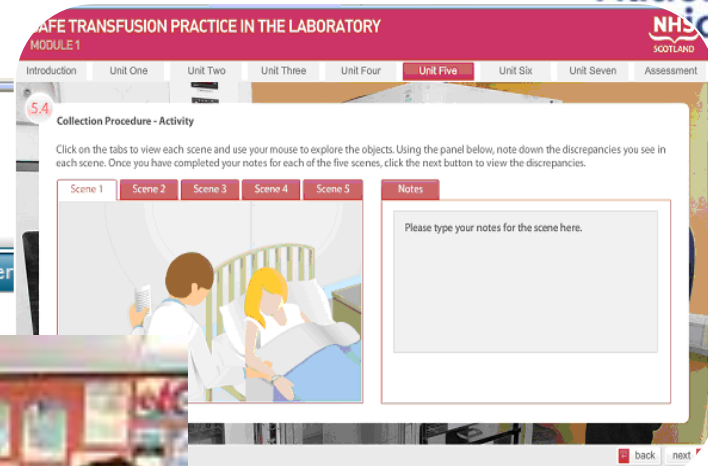 SAFE TRANSFUSION PRACTICE IN THE LABORATORY
MODULE 1
NHS
SCOTLAND
Introduction Unit One Unit Two Unit Three Unit Four Unit Five Unit Six Unit Seven Assessment
5.4
Collection Procedure - Activity
Click on the tabs to view each scene and use your mouse to explore the objects. Using the panel below, note down the discrepancies you see in
each scene. Once you have completed your notes for each of the five scenes, click the next button to view the discrepancies.
Scene 1 Scene 2 Scene 3 Scene 4 Scene 5 Notes
Please type your notes for the scene here.
er
back next